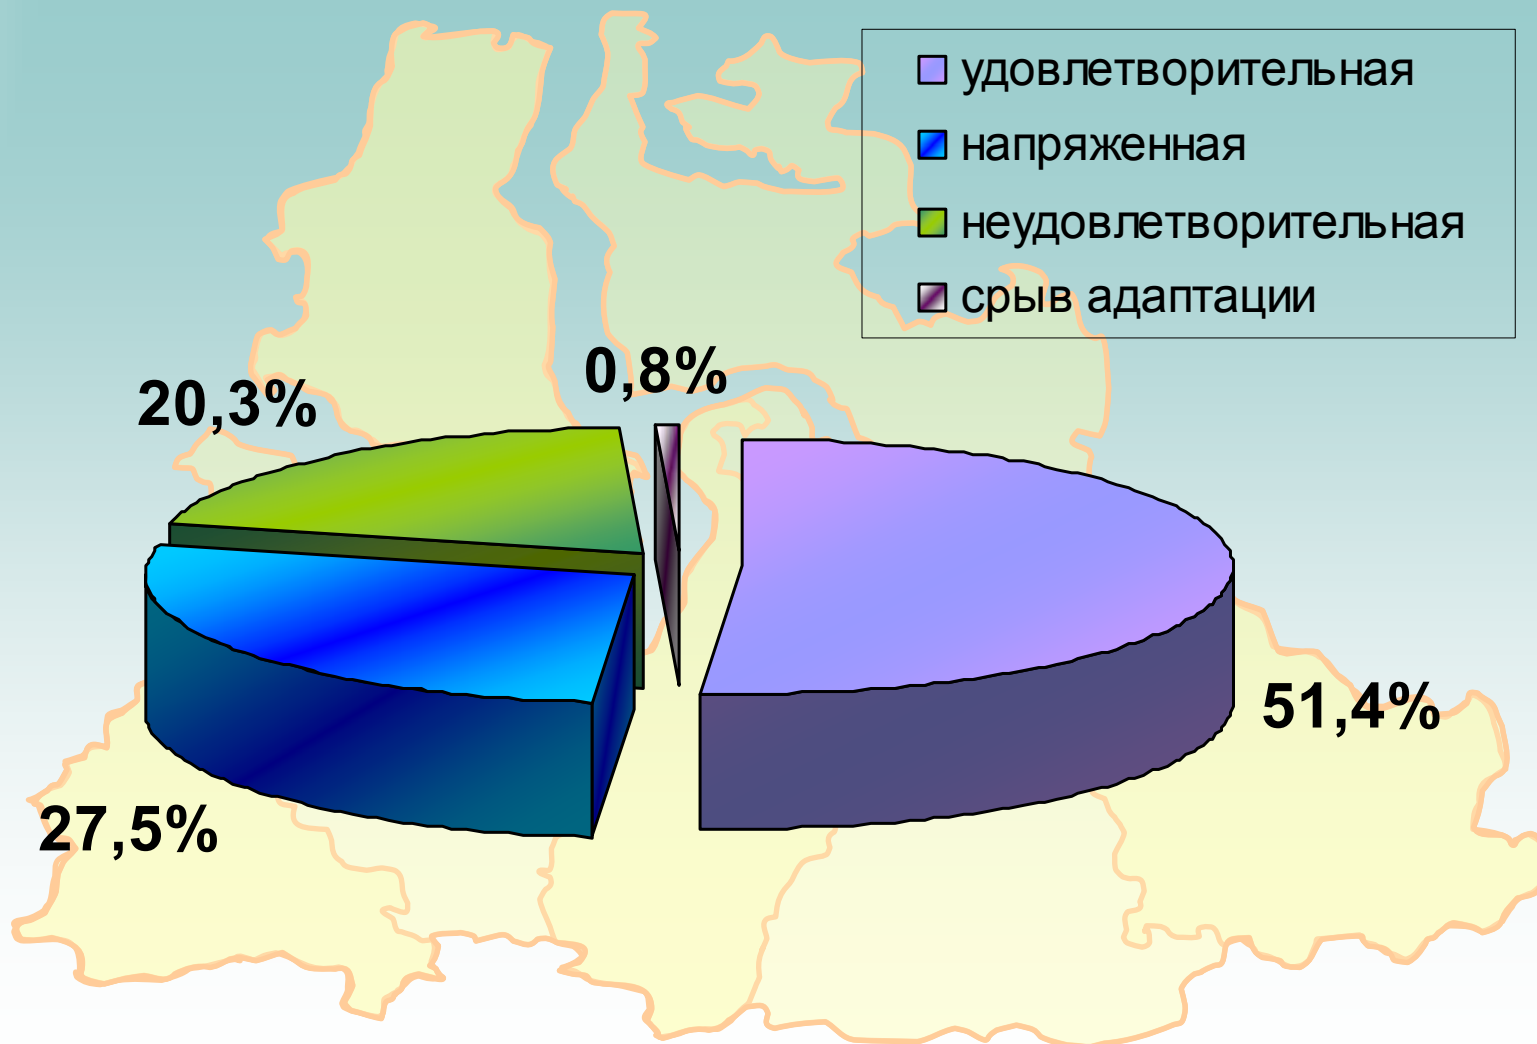 удовлетворительная
напряженная
неудовлетворительная
срыв адаптации
0,8%
20,3%
51,4%
27,5%